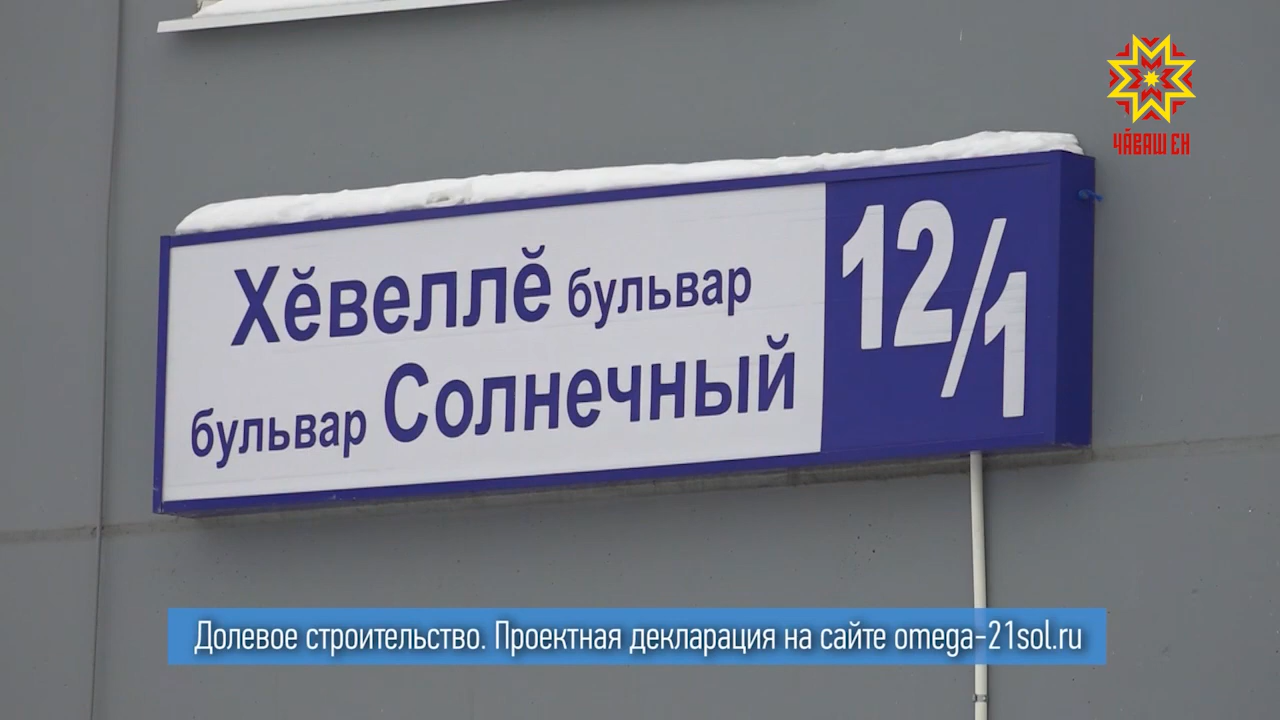 ЧӐВАШ ЕН
Хӗвеллӗ бульвар
бульвар Солнечный
12/1
Долевое строительство. Проектная декларация на сайте omega-21sol.ru